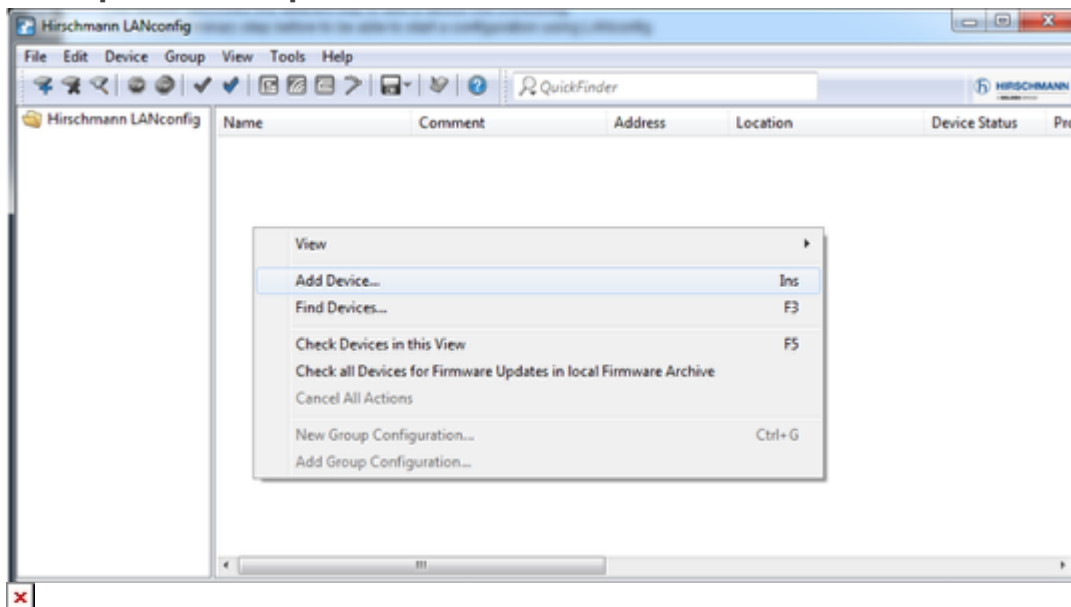 Hirschmann LANconfig
File Edit Device Group View Tools Help
QuickFinder
HIRSCHMANN
Hirschmann LANconfig
Name Comment Address Location Device Status
View
Add Device... Ins
Find Devices... F3
Check Devices in this View F5
Check all Devices for Firmware Updates in local Firmware Archive
Cancel All Actions
New Group Configuration... Ctrl+G
Add Group Configuration...